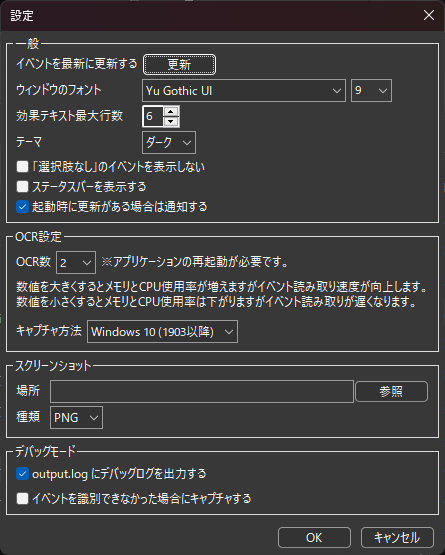 設定
一般
イベントを最新に更新する 更新
ウィンドウのフォント Yu Gothic UI 9
効果テキスト最大行数 6
テーマ ダーク
「選択肢なし」のイベントを表示しない
ステータスバーを表示する
起動時に更新がある場合は通知する
OCR設定
OCR数 2 ※アプリケーションの再起動が必要です。
数値を大きくするとメモリとCPU使用率が増えますがイベント読み取り速度が向上します。
数値を小さくするとメモリとCPU使用率は下がりますがイベント読み取りが遅くなります。
キャプチャ方法 Windows 10 (1903以降)
スクリーンショット
場所 参照
種類 PNG
デバッグモード
output.log にデバッグログを出力する
イベントを識別できなかった場合にキャプチャする
OK キャンセル